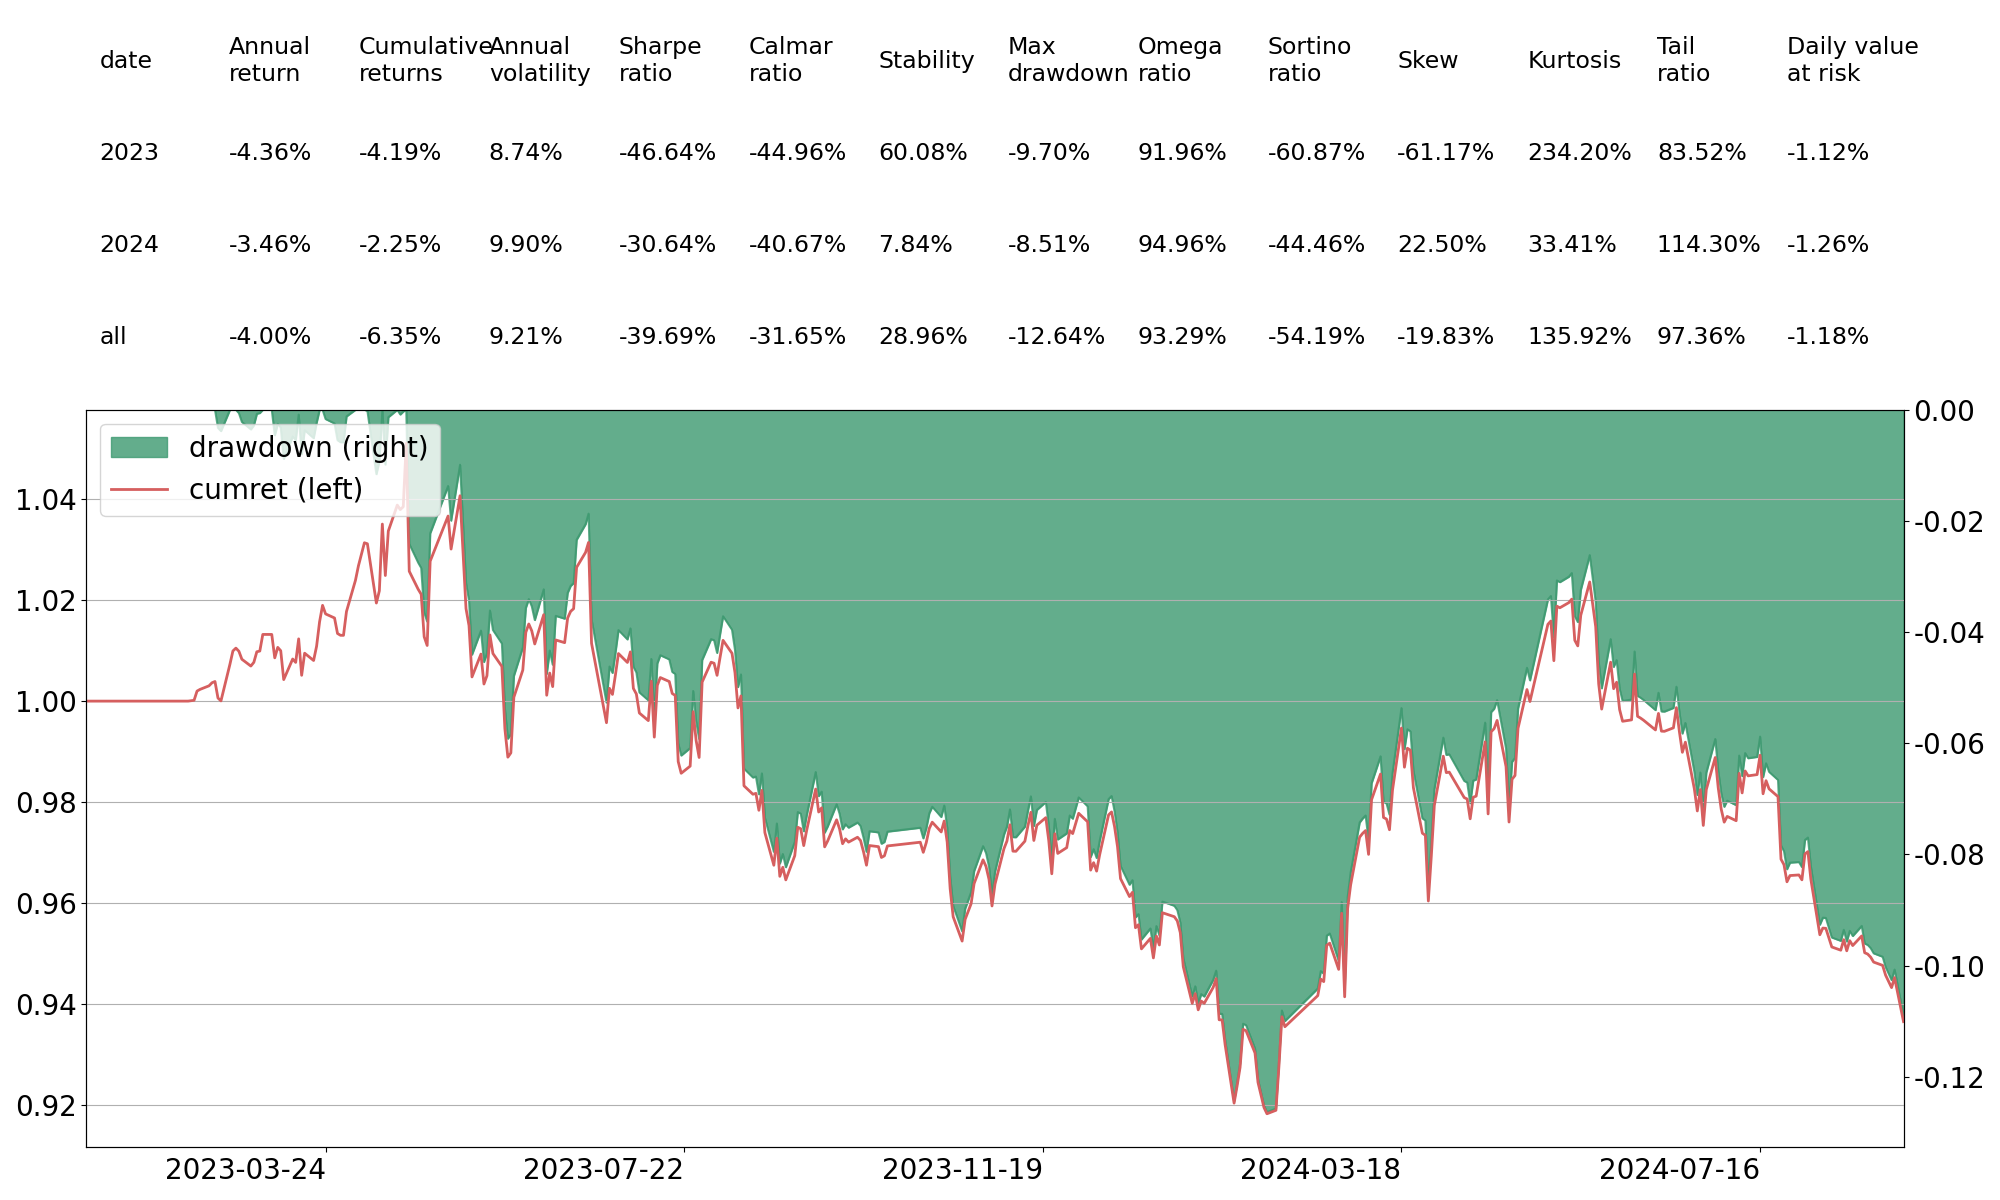 date Annual return Cumulative returns Annual volatility Sharpe ratio Calmar ratio Stability Max drawdown Omega ratio Sortino ratio Skew Kurtosis Tail ratio Daily value at risk
2023 -4.36% -4.19% 8.74% -46.64% -44.96% 60.08% -9.70% 91.96% -60.87% -61.17% 234.20% 83.52% -1.12%
2024 -3.46% -2.25% 9.90% -30.64% -40.67% 7.84% -8.51% 94.96% -44.46% 22.50% 33.41% 114.30% -1.26%
all -4.00% -6.35% 9.21% -39.69% -31.65% 28.96% -12.64% 93.29% -54.19% -19.83% 135.92% 97.36% -1.18%
drawdown (right)
cumret (left)
1.04
1.02
1.00
0.98
0.96
0.94
0.92
0.00
-0.02
-0.04
-0.06
-0.08
-0.10
-0.12
2023-03-24 2023-07-22 2023-11-19 2024-03-18 2024-07-16